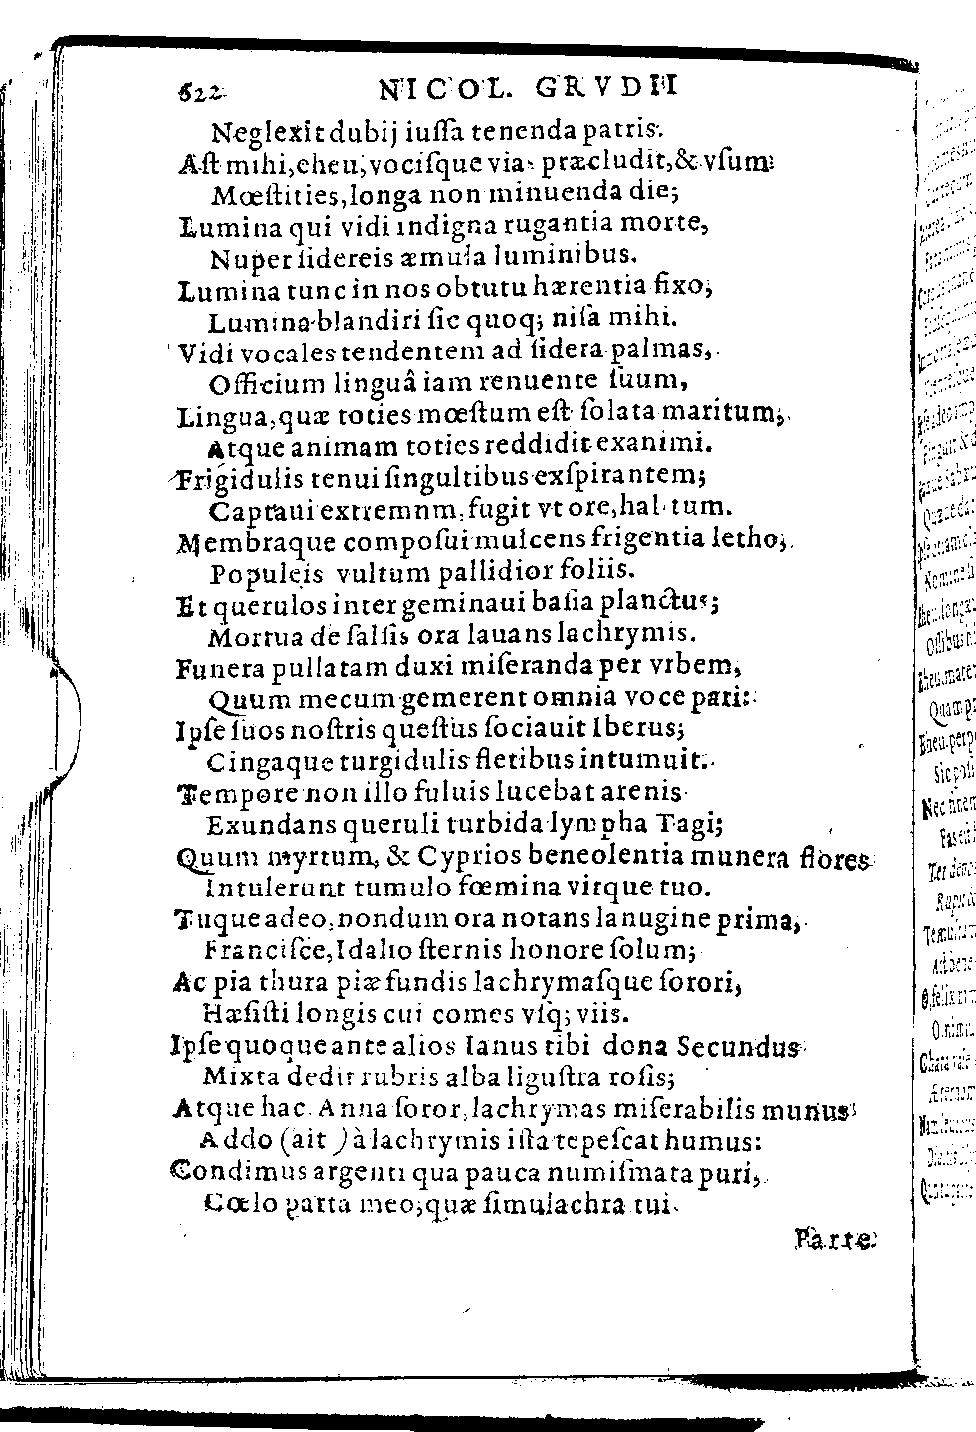 622 NICOL. GRVDII
Neglexit dubij iuſſa tenenda patris.
Aſt mihi, eheu, vociſque via præcludit, & vſum
Mœſtities, longa non minuenda die;
Lumina qui vidi indigna rugantia morte,
Nuper ſidereis æmula luminibus.
Lumina tunc in nos obtutu hærentia fixo,
Lumina blandiri ſic quoq; niſa mihi.
Vidi vocales tendentem ad ſidera palmas,
Officium linguâ iam renuente ſuum,
Lingua, quæ toties mœſtum eſt ſolata maritum,
Atque animam toties reddidit exanimi.
Frigidulis tenui ſingultibus exſpirantem;
Captaui extremnm, fugit vt ore, halitum.
Membraque compoſui mulcens frigentia letho,
Populeis vultum pallidior foliis.
Et querulos inter geminaui baſia planctus;
Mortua de ſalſis ora lauans lachrymis.
Funera pullatam duxi miſeranda per vrbem,
Quum mecum gemerent omnia voce pari:
Ipſe ſuos noſtris queſtus ſociauit Iberus;
Cingaque turgidulis fletibus intumuit.
Tempore non illo fuluis lucebat arenis
Exundans queruli turbida lympha Tagi;
Quum myrtum, & Cyprios beneolentia munera flores
Intulerunt tumulo fœmina virque tuo.
Tuque adeo, nondum ora notans lanugine prima,
Franciſce, Idalio ſternis honore ſolum;
Ac pia thura piæ fundis lachrymaſque ſorori,
Hæſiſti longis cui comes vſq; viis.
Ipſe quoque ante alios Ianus tibi dona Secundus
Mixta dedit rubris alba liguſtra roſis;
Atque hac Anna ſoror, lachrymas miſerabilis munus
Addo (ait) à lachrymis iſta tepeſcat humus:
Condimus argenti qua pauca numiſmata puri,
Cœlo parta meo, quæ ſimulachra tui.
Parte